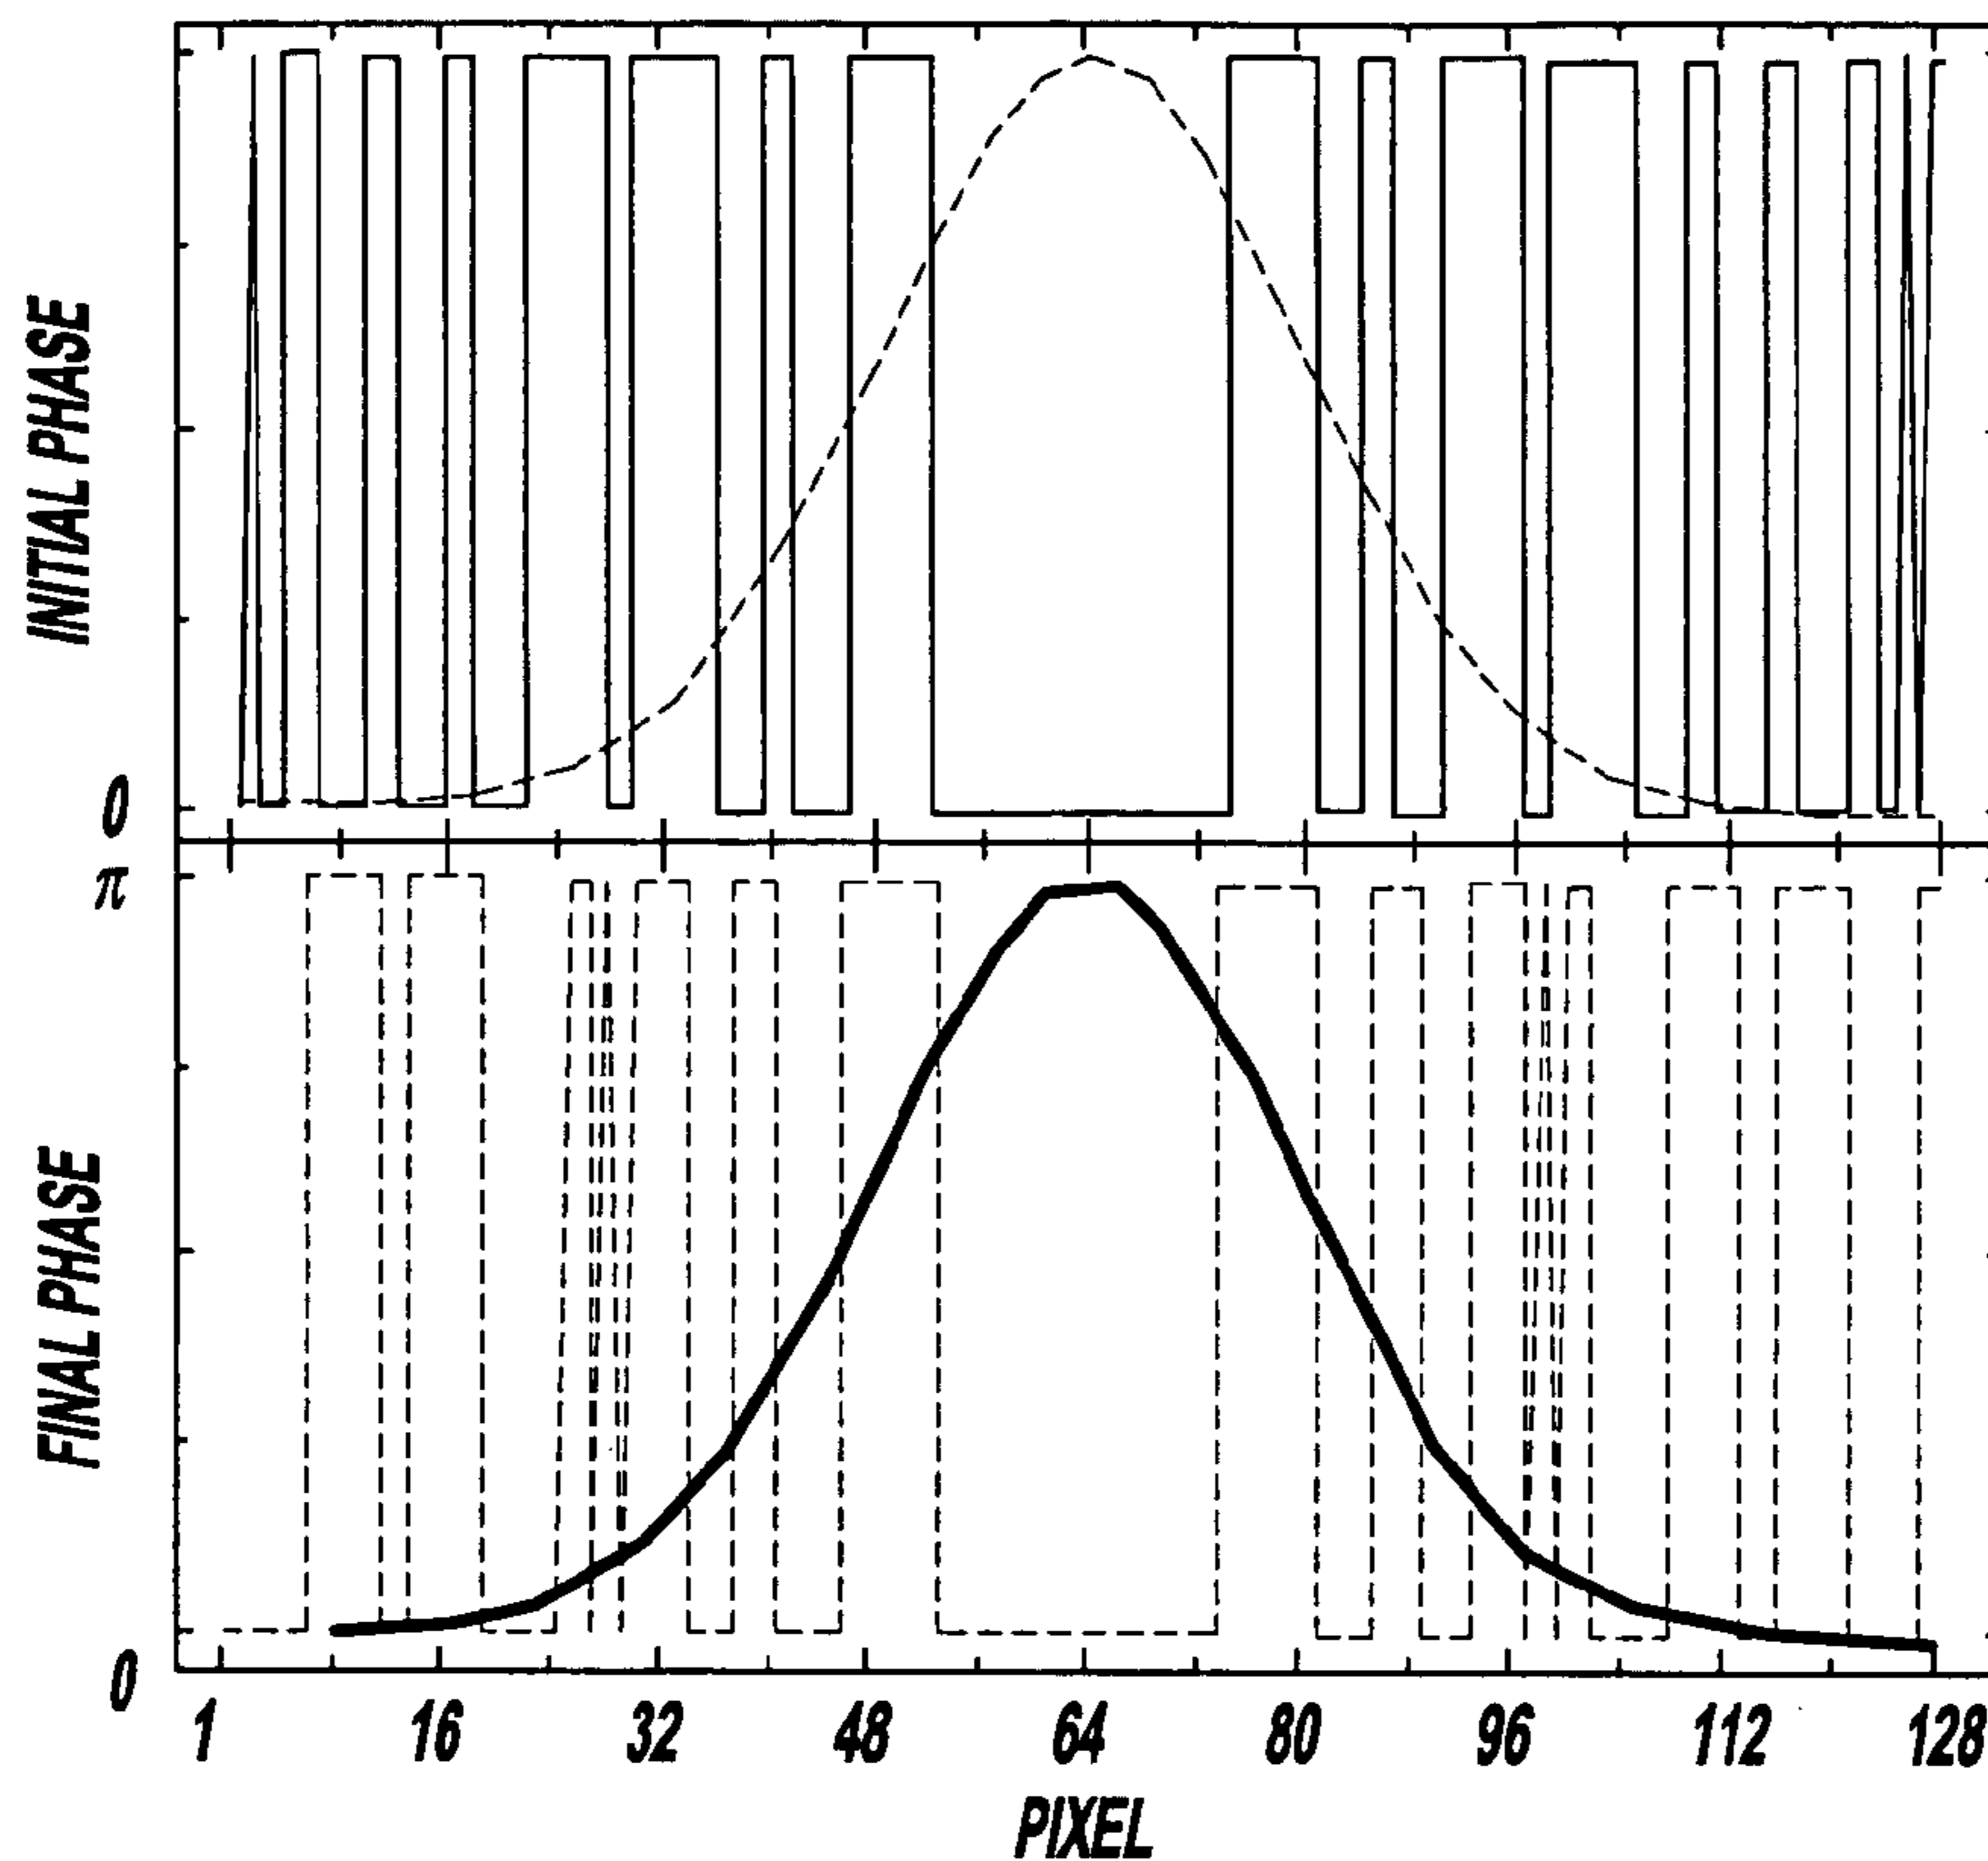 INITIAL PHASE
0
π
FINAL PHASE
0
1 16 32 48 64 80 96 112 128
PIXEL